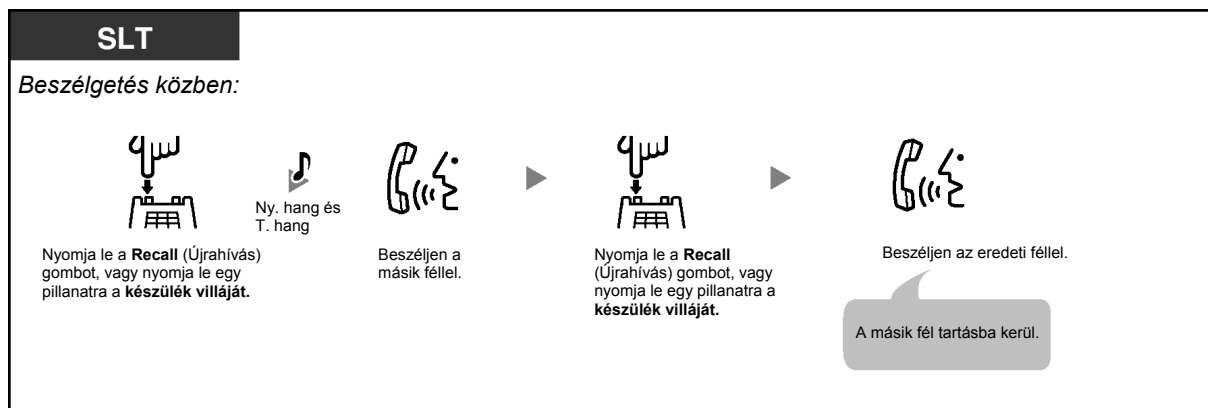 SLT
Beszélgetés közben:
Nyomja le a Recall (Újrahívás)
gombot, vagy nyomja le egy
pillanatra a készülék villáját.
Ny. hang és
T. hang
Beszéljen a
másik féllel.
Nyomja le a Recall
(Újrahívás) gombot, vagy
nyomja le egy pillanatra a
készülék villáját.
Beszéljen az eredeti féllel.
A másik fél tartásba kerül.